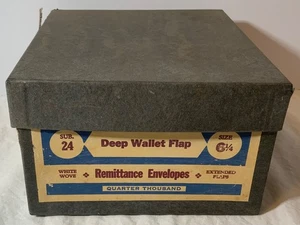 SUB. 24
Deep Wallet Flap
SIZE 6¼
WHITE WOVE
Remittance Envelopes
EXTENDED FLAPS
QUARTER THOUSAND